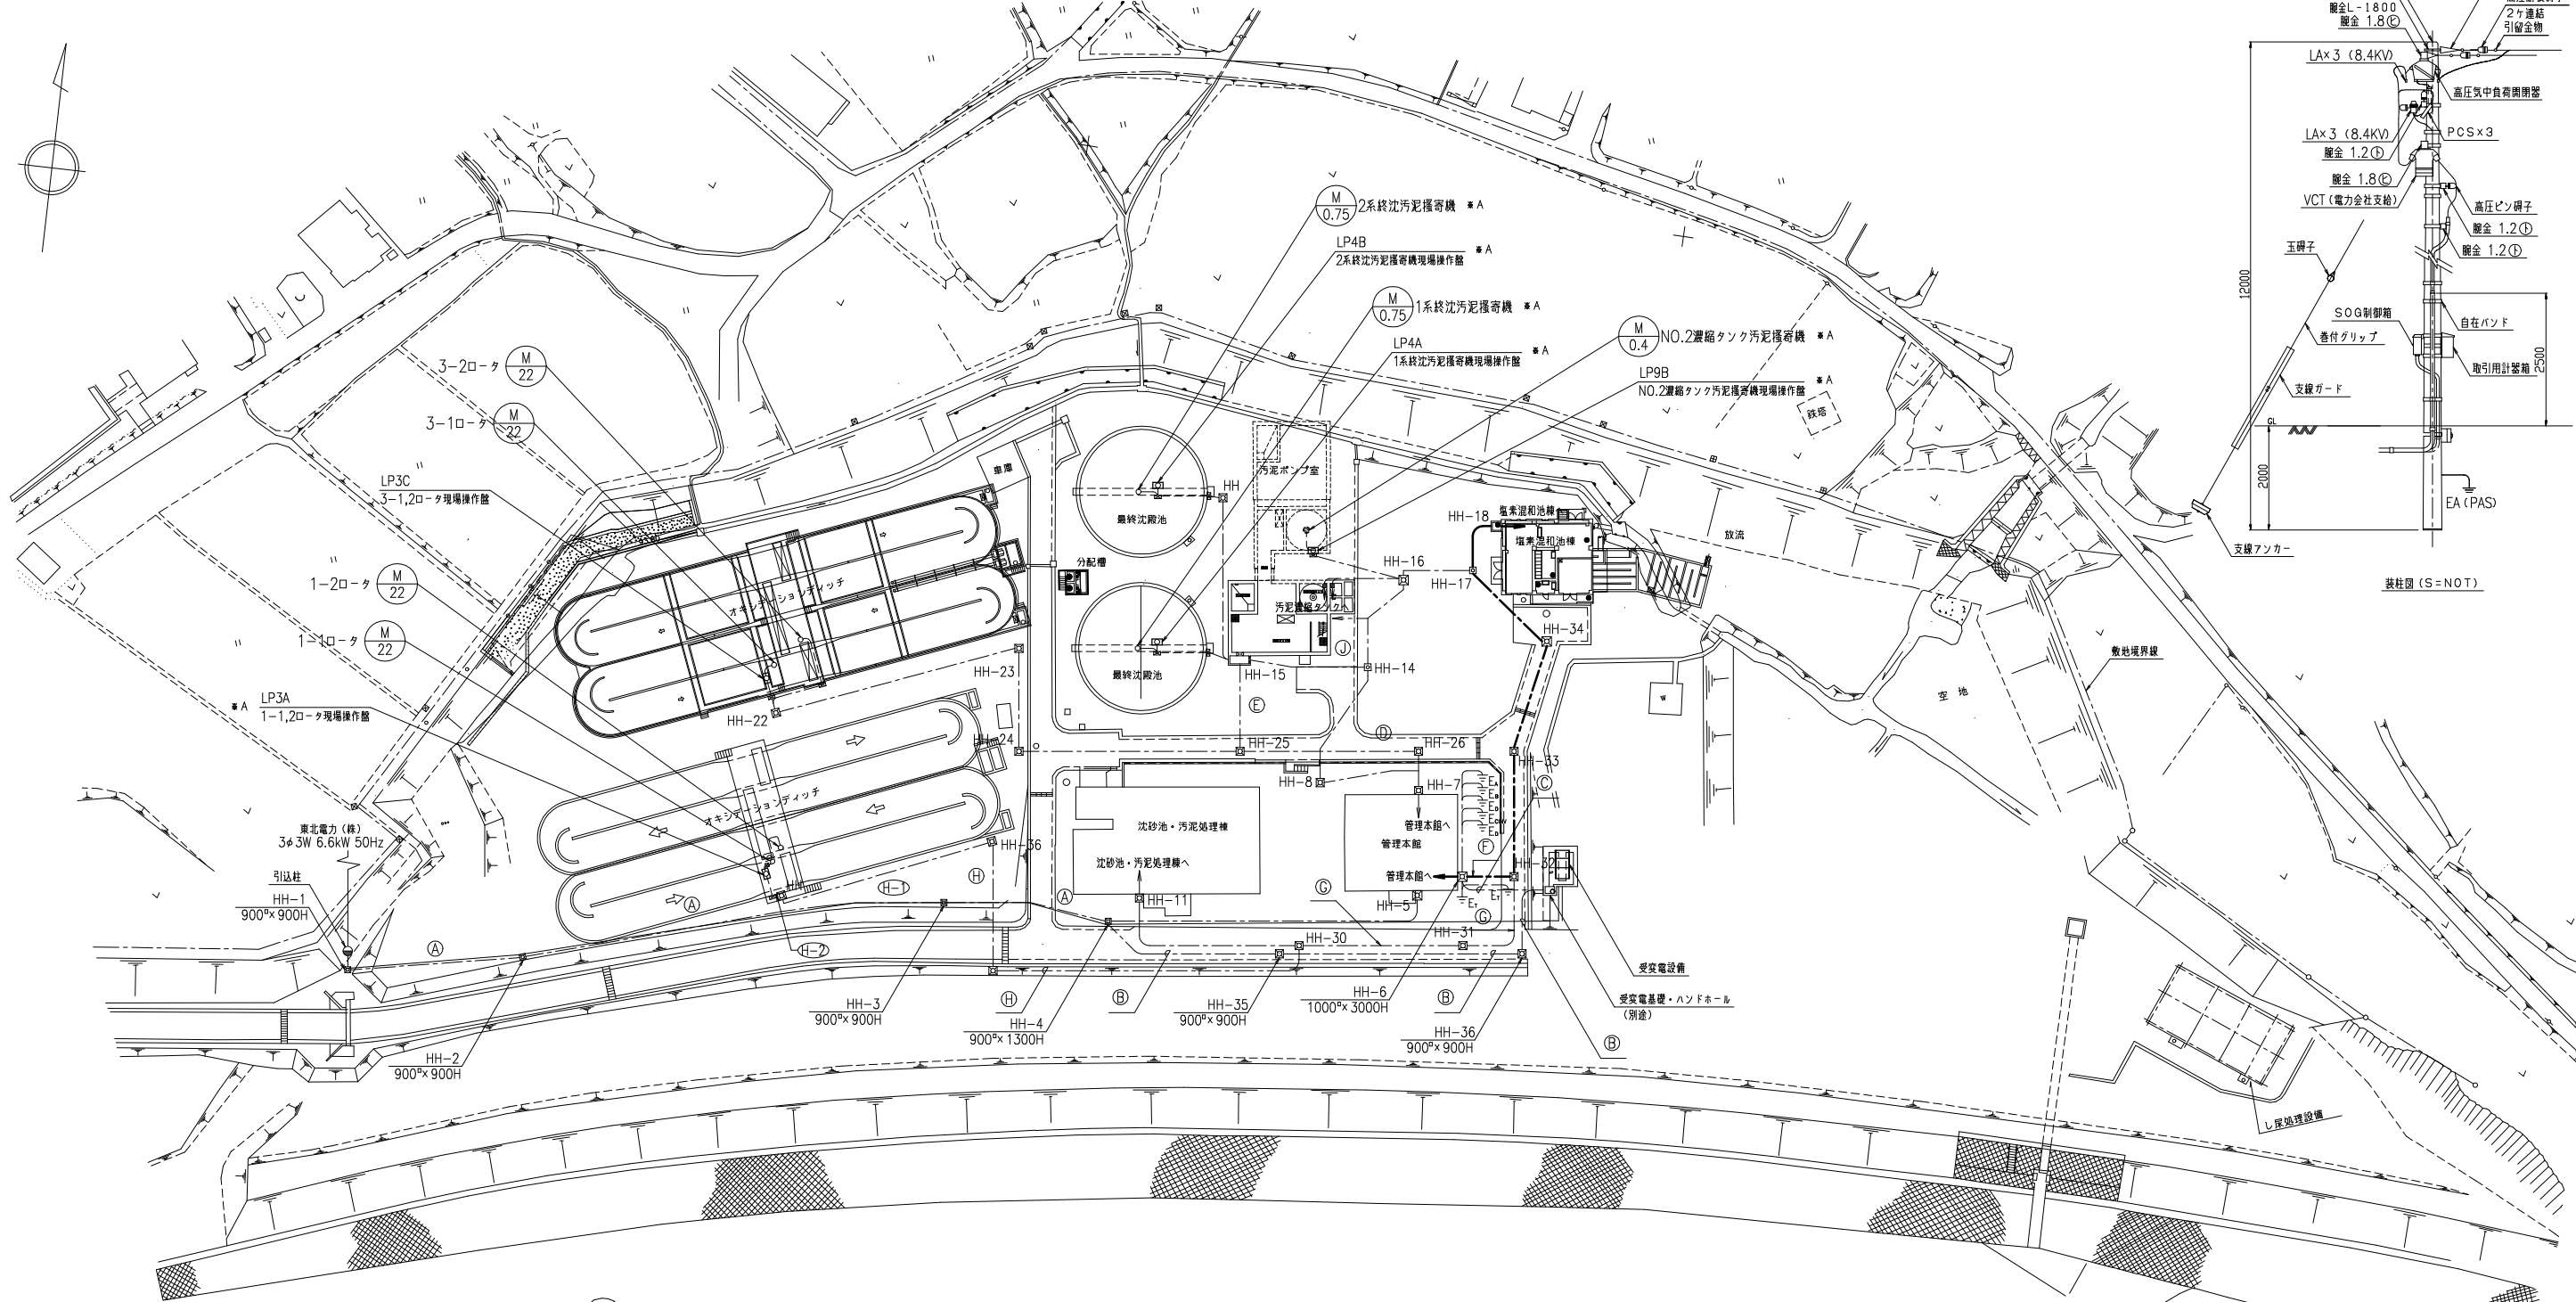 腕金L-1800
腕金 1.8㋪
2ケ連結
引留金物
LA×3 (8.4KV)
高圧気中負荷開閉器
LA×3 (8.4KV)
PCS×3
腕金 1.2㋣
腕金 1.8㋪
VCT(電力会社支給)
高圧ピン碍子
腕金 1.2㋣
腕金 1.2㋣
玉碍子
12000
SOG制御箱
自在バンド
巻付グリップ
取引用計器箱
2500
支線ガード
GL
2000
EA(PAS)
支線アンカー
装柱図(S=NOT)
M
0.75
2系終沈汚泥掻寄機 ※A
LP4B
2系終沈汚泥掻寄機現場操作盤
※A
M
0.75
1系終沈汚泥掻寄機 ※A
LP4A
1系終沈汚泥掻寄機現場操作盤
※A
M
0.4
NO.2濃縮タンク汚泥掻寄機 ※A
LP9B
NO.2濃縮タンク汚泥掻寄機現場操作盤
※A
3-2ロータ
M
22
3-1ロータ
M
22
LP3C
3-1,2ロータ現場操作盤
1-2ロータ
M
22
1-1ロータ
M
22
※A
LP3A
1-1,2ロータ現場操作盤
車庫
最終沈殿池
HH
汚泥ポンプ室
鉄塔
HH-18
塩素混和池棟へ
塩素混和池棟
放流
分配槽
HH-16
HH-17
オキシデーションディッチ
汚泥濃縮タンクへ
HH-34
Ⓙ
HH-14
HH-23
最終沈殿池
HH-15
敷地境界線
空地
HH-22
Ⓔ
HH-24
HH-25
Ⓓ
HH-26
HH-33
HH-8
HH-7
Ⓒ
オキシデーションディッチ
沈砂池・汚泥処理棟
管理本館へ
管理本館
東北電力(株)
3φ3W 6.6kW 50Hz
HH-36
沈砂池・汚泥処理棟へ
管理本館へ
Ⓕ
HH-32
引込柱
HH-1
900□×900H
Ⓗ
H-1
Ⓐ
Ⓐ
HH-11
Ⓖ
HH-5
Ⓖ
Ⓐ
H-2
HH-30
HH-31
受変電設備
HH-3
900□×900H
Ⓗ
HH-4
900□×1300H
Ⓑ
HH-35
900□×900H
HH-6
1000□×3000H
Ⓑ
HH-36
900□×900H
受変電基礎・ハンドホール
(別途)
Ⓑ
HH-2
900□×900H
し尿処理設備